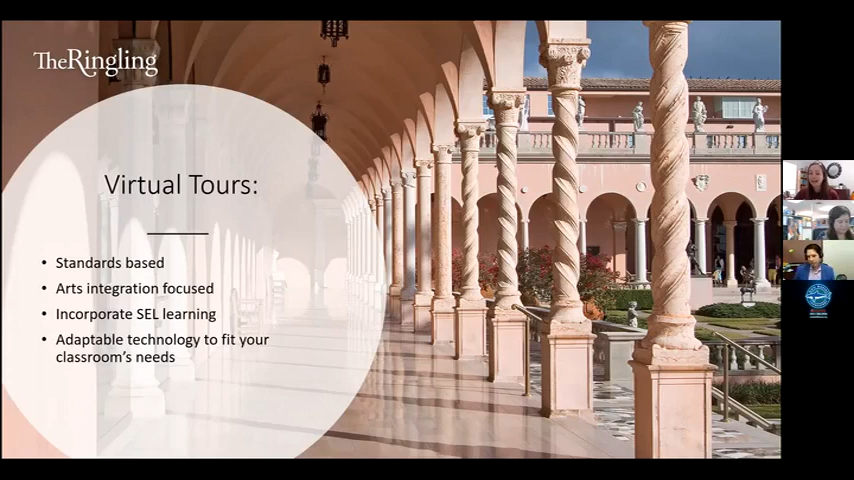 TheRingling
Virtual Tours:
• Standards based
• Arts integration focused
• Incorporate SEL learning
• Adaptable technology to fit your
classroom's needs